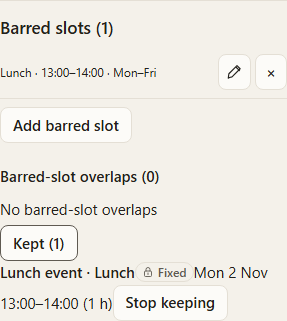 Barred slots (1)
Lunch · 13:00–14:00 · Mon–Fri
×
Add barred slot
Barred-slot overlaps (0)
No barred-slot overlaps
Kept (1)
Lunch event · Lunch Fixed Mon 2 Nov
13:00–14:00 (1 h) Stop keeping